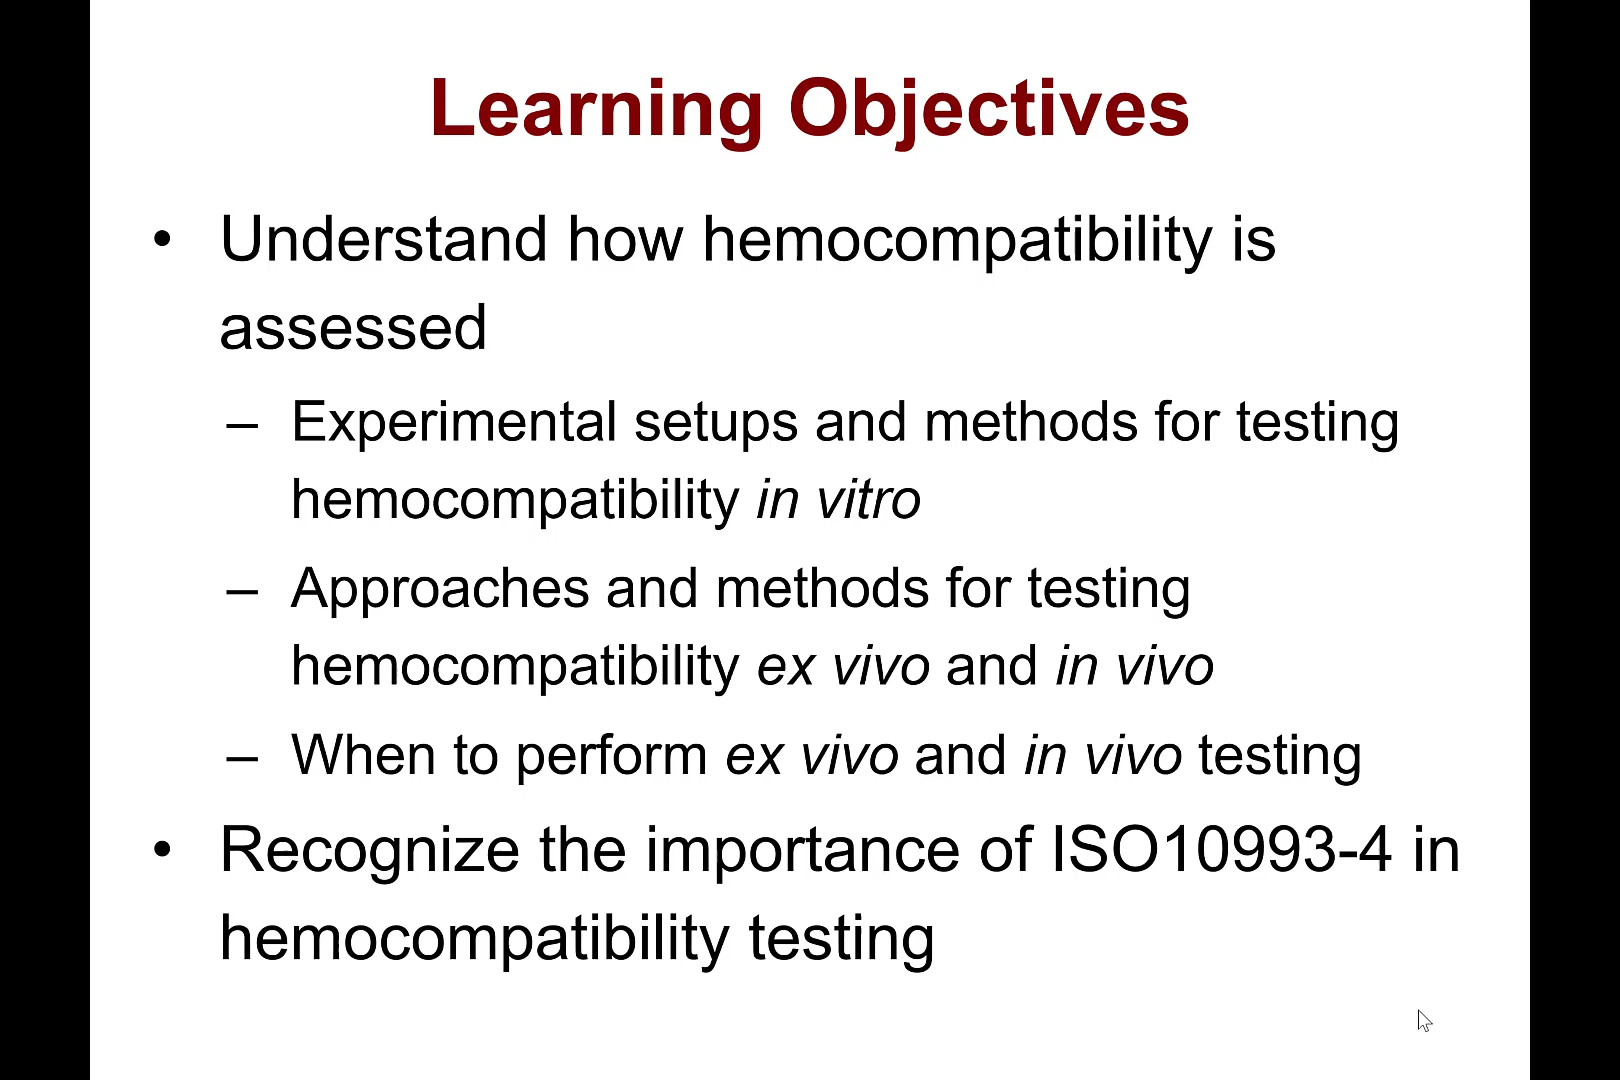 Learning Objectives
• Understand how hemocompatibility is
assessed
– Experimental setups and methods for testing
hemocompatibility in vitro
– Approaches and methods for testing
hemocompatibility ex vivo and in vivo
– When to perform ex vivo and in vivo testing
• Recognize the importance of ISO10993-4 in
hemocompatibility testing